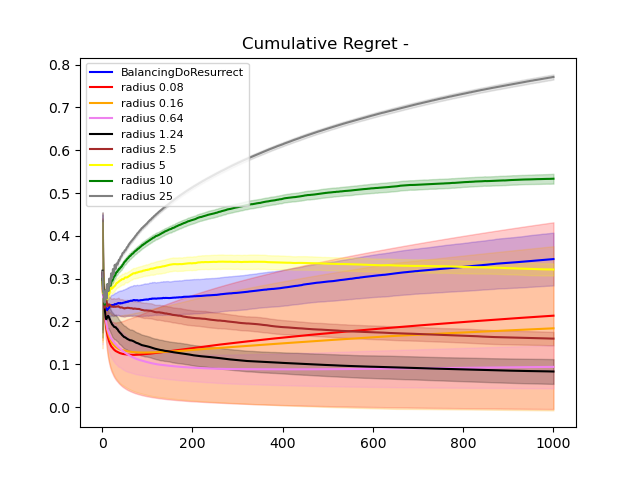 Cumulative Regret -
BalancingDoResurrect
radius 0.08
radius 0.16
radius 0.64
radius 1.24
radius 2.5
radius 5
radius 10
radius 25
0.8
0.7
0.6
0.5
0.4
0.3
0.2
0.1
0.0
0 200 400 600 800 1000